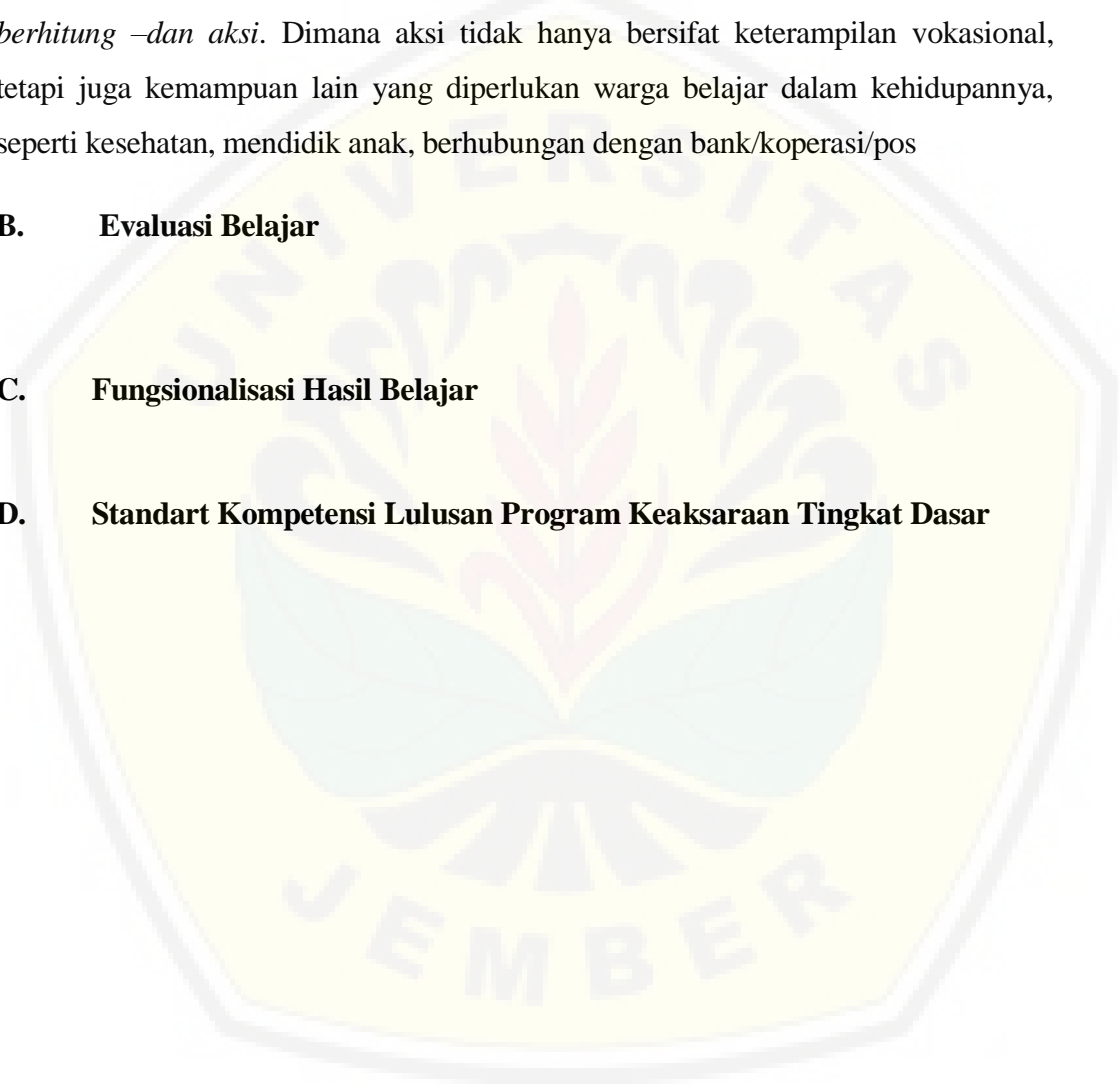 berhitung –dan aksi. Dimana aksi tidak hanya bersifat keterampilan vokasional,
tetapi juga kemampuan lain yang diperlukan warga belajar dalam kehidupannya,
seperti kesehatan, mendidik anak, berhubungan dengan bank/koperasi/pos
B. Evaluasi Belajar
C. Fungsionalisasi Hasil Belajar
D. Standart Kompetensi Lulusan Program Keaksaraan Tingkat Dasar
UNIVERSITAS
JEMBER